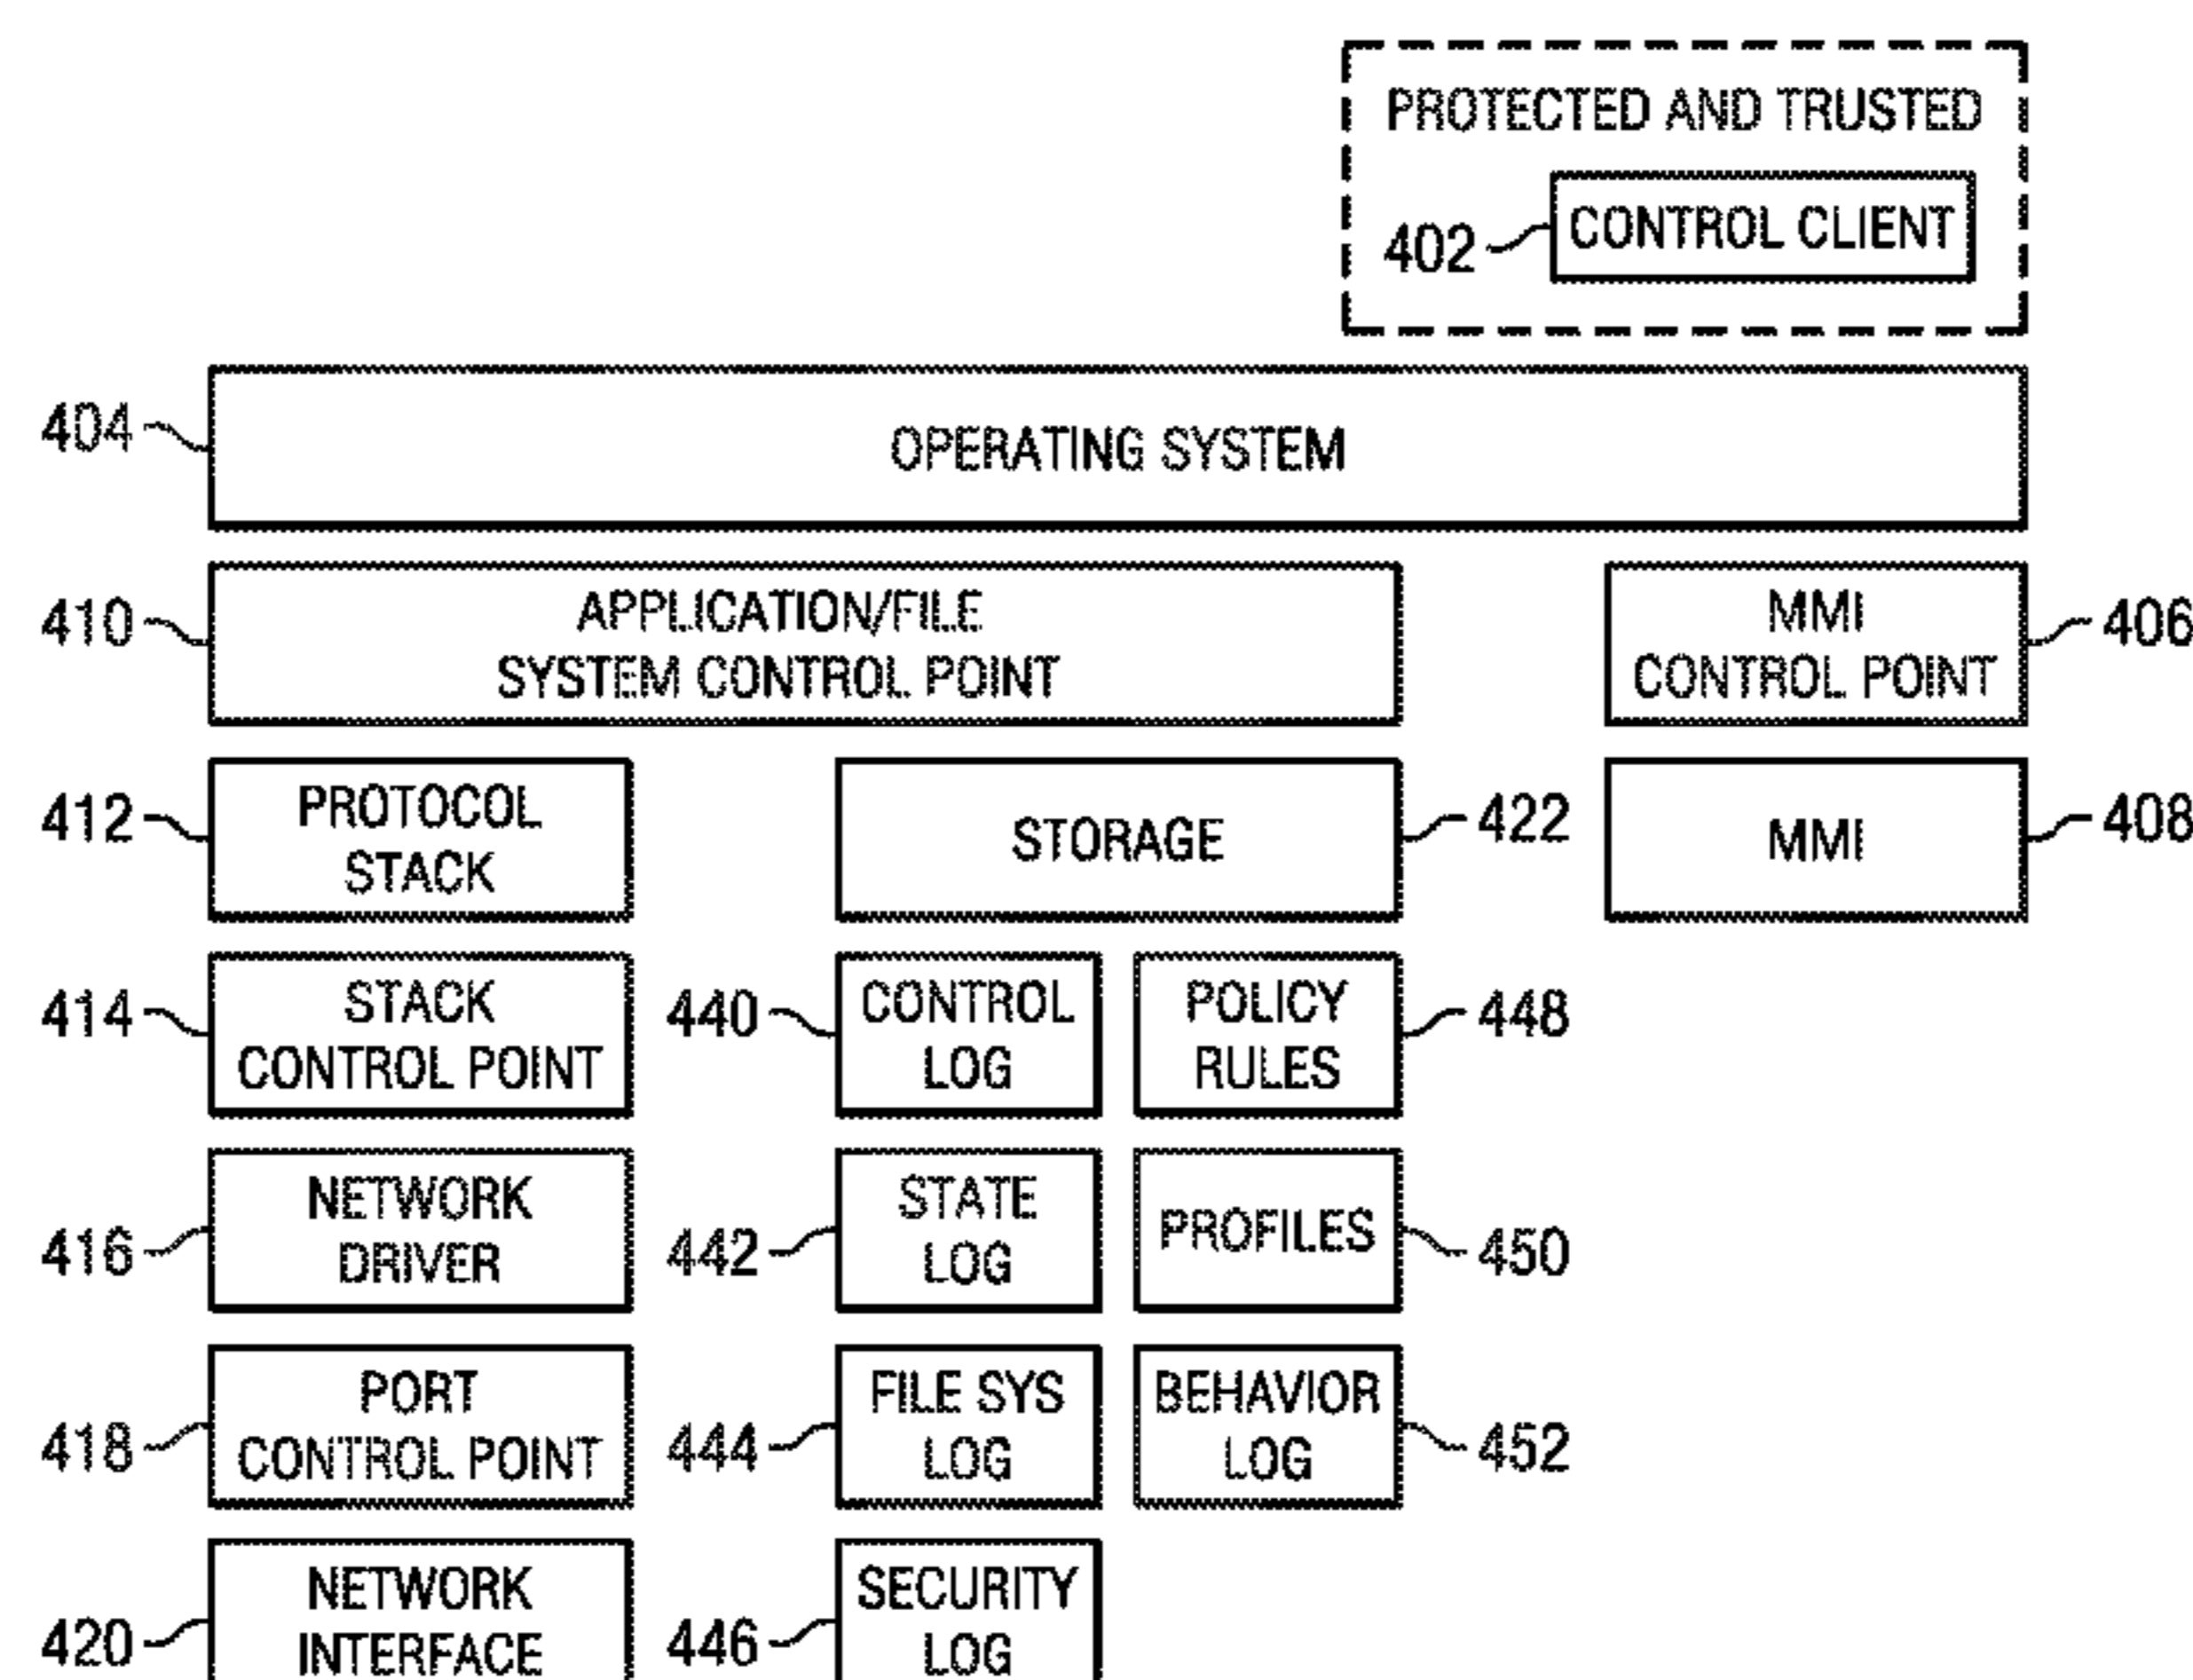 PROTECTED AND TRUSTED
402 CONTROL CLIENT
404 OPERATING SYSTEM
410 APPLICATION/FILE
SYSTEM CONTROL POINT
MMI
CONTROL POINT 406
412 PROTOCOL
STACK
STORAGE 422
MMI 408
414 STACK
CONTROL POINT
440 CONTROL
LOG
POLICY
RULES 448
416 NETWORK
DRIVER
442 STATE
LOG
PROFILES 450
418 PORT
CONTROL POINT
444 FILE SYS
LOG
BEHAVIOR
LOG 452
420 NETWORK
INTERFACE
446 SECURITY
LOG